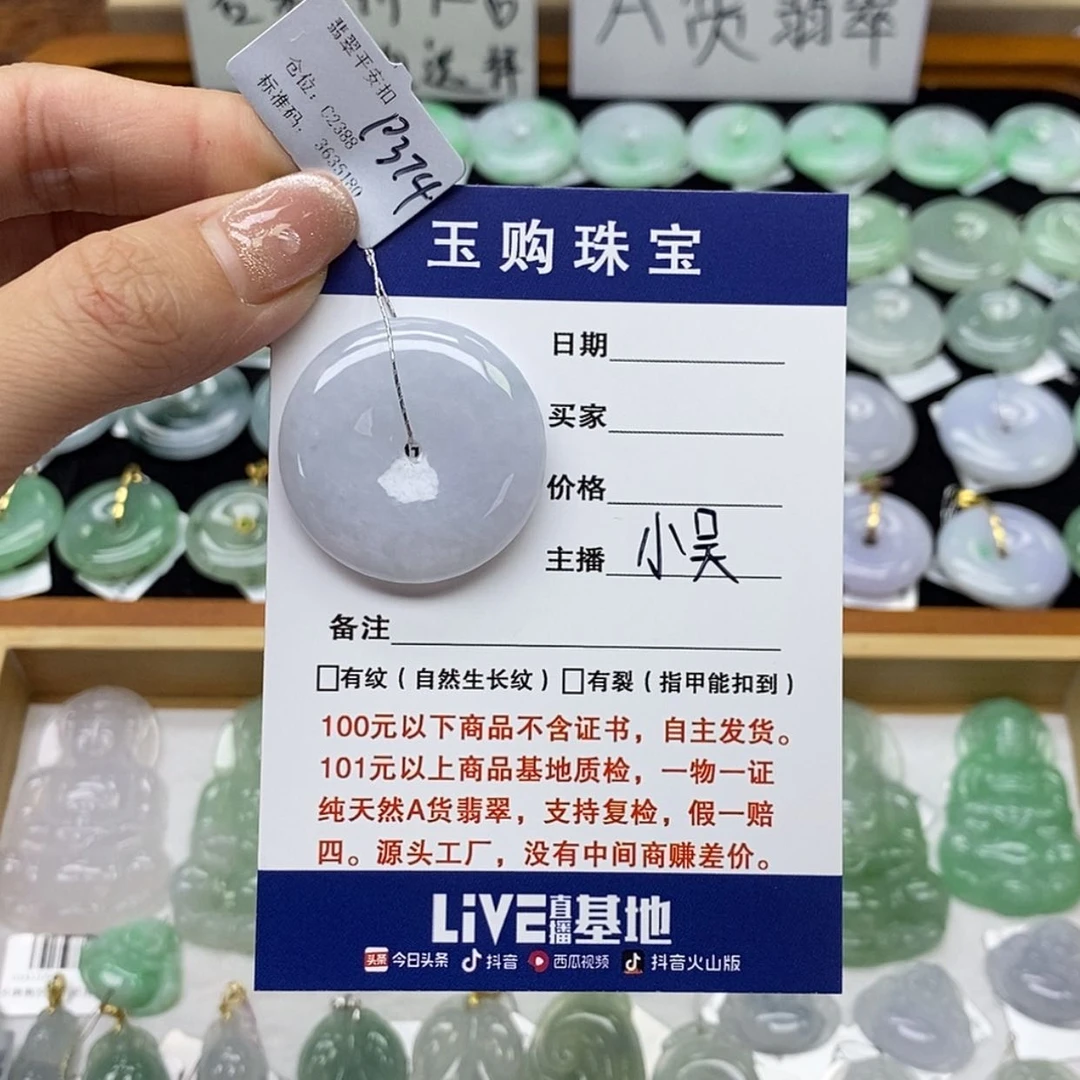 A货翡翠
翡翠平安扣
仓位：C2388
标准码：3635180
P374
玉购珠宝
日期
买家
价格
主播 小吴
备注
□有纹（自然生长纹）□有裂（指甲能扣到）
100元以下商品不含证书，自主发货。
101元以上商品基地质检，一物一证
纯天然A货翡翠，支持复检，假一赔
四。源头工厂，没有中间商赚差价。
LiVE直播基地
头条 今日头条 抖音 西瓜视频 抖音火山版